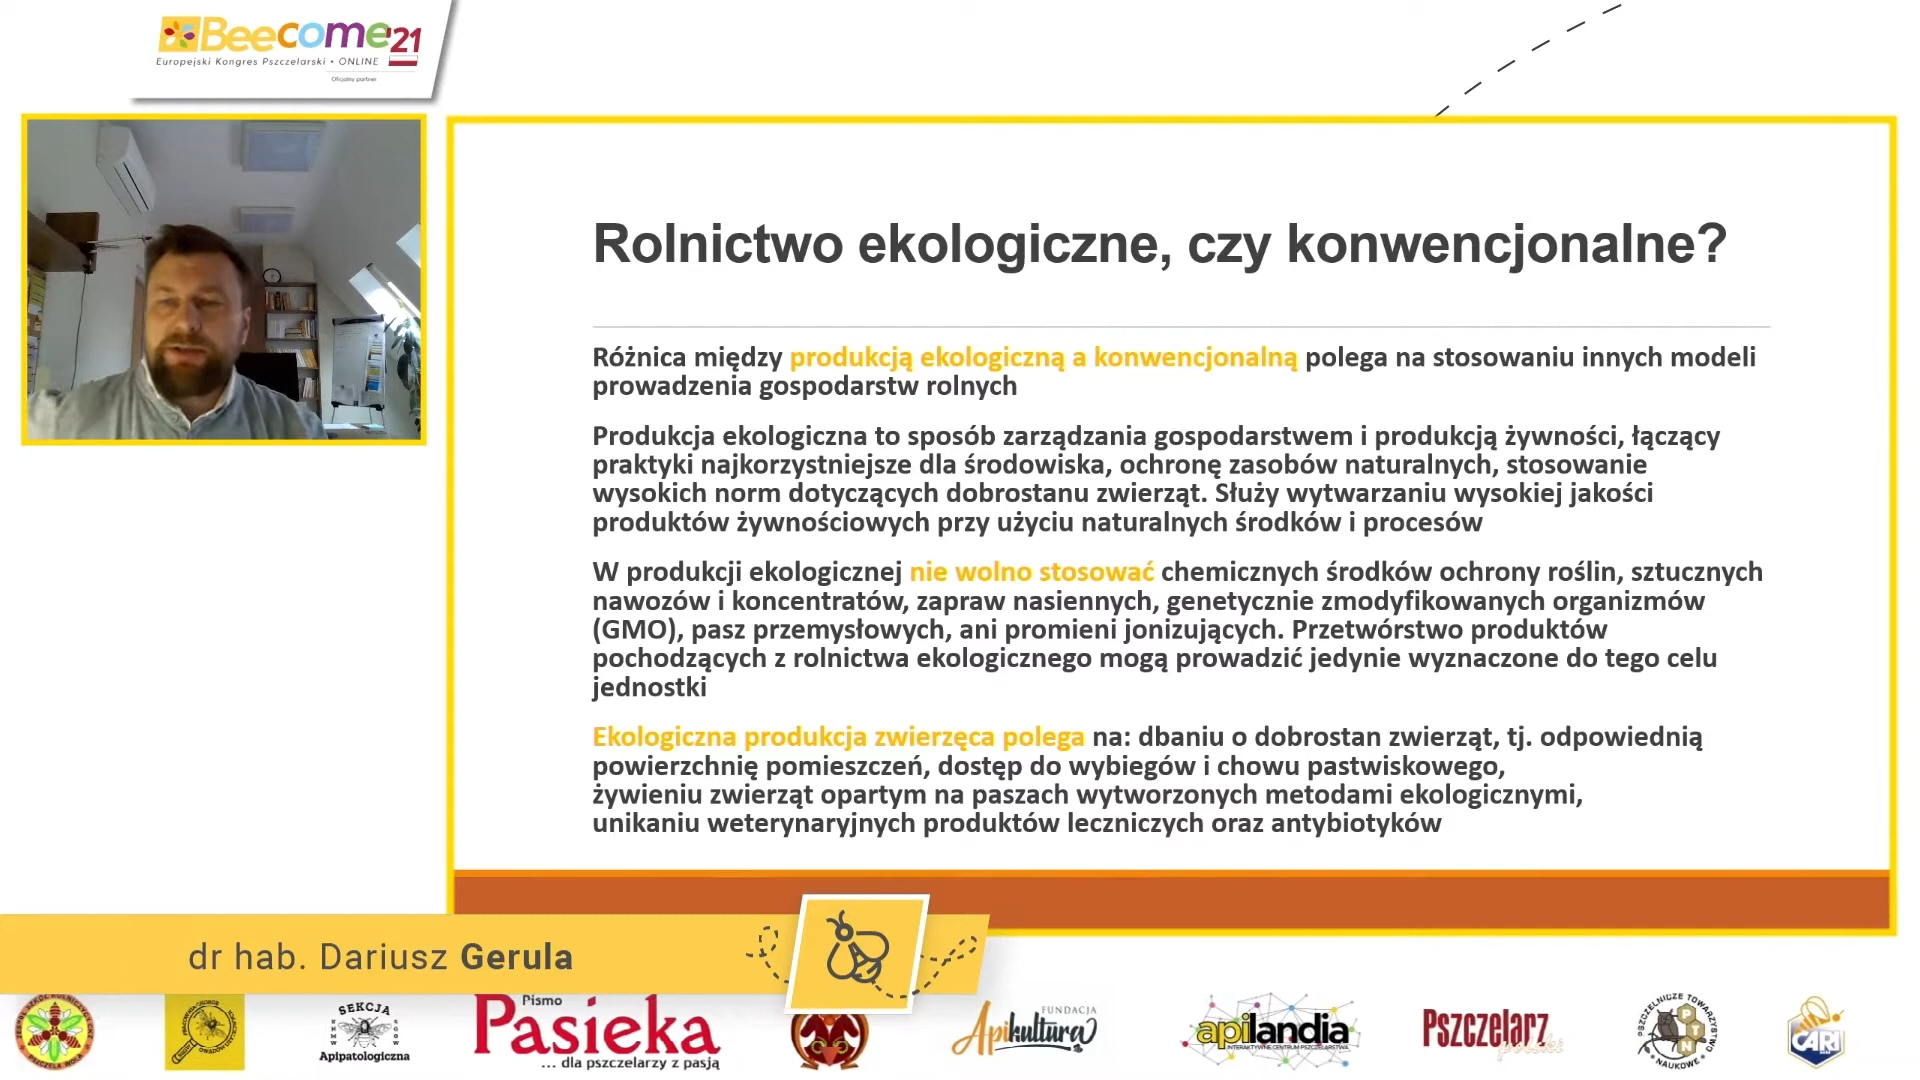 Beecome'21
Europejski Kongres Pszczelarski • ONLINE
Oficjalny partner
Rolnictwo ekologiczne, czy konwencjonalne?
Różnica między produkcją ekologiczną a konwencjonalną polega na stosowaniu innych modeli
prowadzenia gospodarstw rolnych
Produkcja ekologiczna to sposób zarządzania gospodarstwem i produkcją żywności, łączący
praktyki najkorzystniejsze dla środowiska, ochronę zasobów naturalnych, stosowanie
wysokich norm dotyczących dobrostanu zwierząt. Służy wytwarzaniu wysokiej jakości
produktów żywnościowych przy użyciu naturalnych środków i procesów
W produkcji ekologicznej nie wolno stosować chemicznych środków ochrony roślin, sztucznych
nawozów i koncentratów, zapraw nasiennych, genetycznie zmodyfikowanych organizmów
(GMO), pasz przemysłowych, ani promieni jonizujących. Przetwórstwo produktów
pochodzących z rolnictwa ekologicznego mogą prowadzić jedynie wyznaczone do tego celu
jednostki
Ekologiczna produkcja zwierzęca polega na: dbaniu o dobrostan zwierząt, tj. odpowiednią
powierzchnię pomieszczeń, dostęp do wybiegów i chowu pastwiskowego,
żywieniu zwierząt opartym na paszach wytworzonych metodami ekologicznymi,
unikaniu weterynaryjnych produktów leczniczych oraz antybiotyków
dr hab. Dariusz Gerula
SEKCJA
Apipatologiczna
Pismo
Pasieka
... dla pszczelarzy z pasją
FUNDACJA
Apikultura
apilandia
INTERAKTYWNE CENTRUM PSZCZELARSTWA
Pszczelarz
polski
PSZCZELNICZE TOWARZYSTWO
NAUKOWE
PTN
CARI